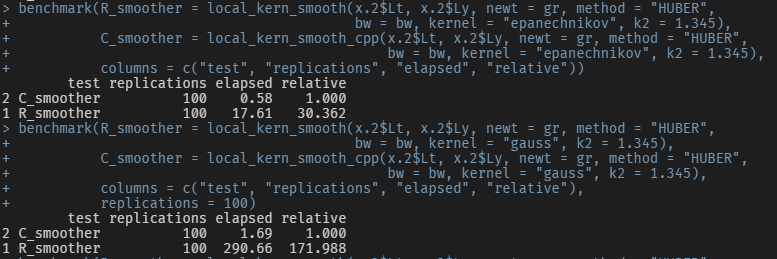 > benchmark(R_smoother = local_kern_smooth(x.2$Lt, x.2$Ly, newt = gr, method = "HUBER",
+ bw = bw, kernel = "epanechnikov", k2 = 1.345),
+ C_smoother = local_kern_smooth_cpp(x.2$Lt, x.2$Ly, newt = gr, method = "HUBER",
+ bw = bw, kernel = "epanechnikov", k2 = 1.345),
+ columns = c("test", "replications", "elapsed", "relative"))
test replications elapsed relative
2 C_smoother 100 0.58 1.000
1 R_smoother 100 17.61 30.362
> benchmark(R_smoother = local_kern_smooth(x.2$Lt, x.2$Ly, newt = gr, method = "HUBER",
+ bw = bw, kernel = "gauss", k2 = 1.345),
+ C_smoother = local_kern_smooth_cpp(x.2$Lt, x.2$Ly, newt = gr, method = "HUBER",
+ bw = bw, kernel = "gauss", k2 = 1.345),
+ columns = c("test", "replications", "elapsed", "relative"),
+ replications = 100)
test replications elapsed relative
2 C_smoother 100 1.69 1.000
1 R_smoother 100 290.66 171.988